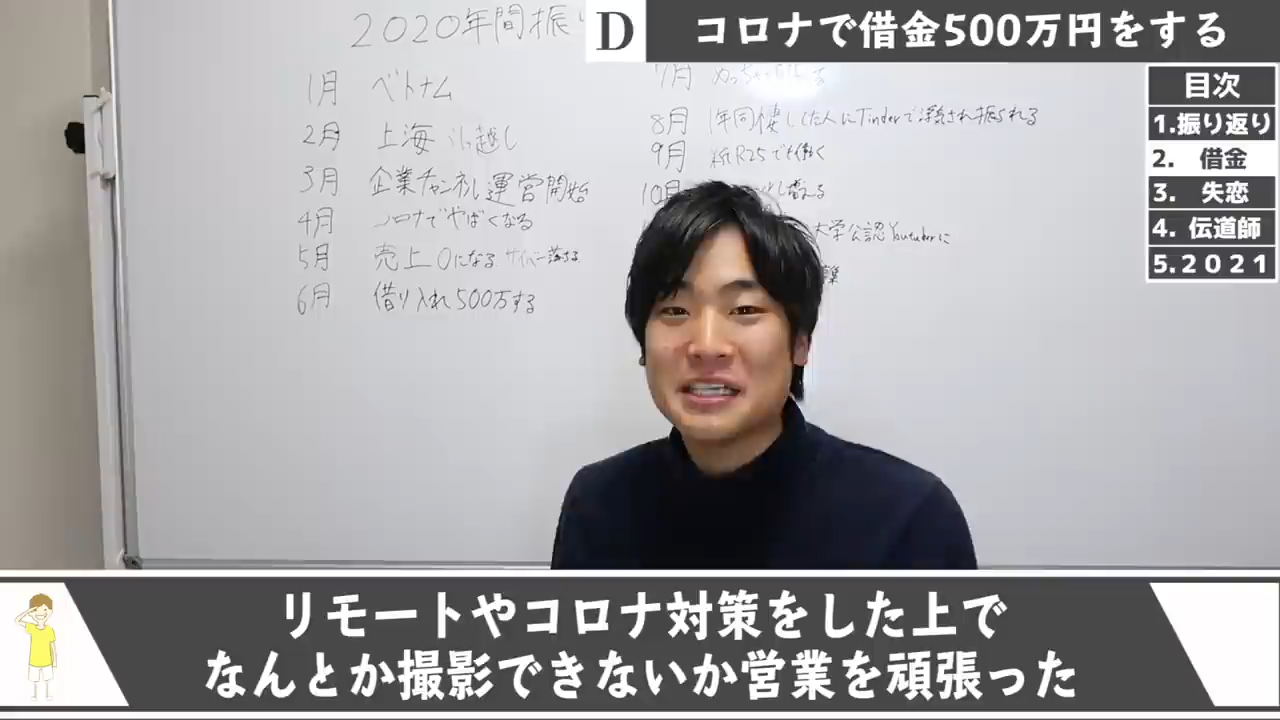 D コロナで借金500万円をする
目次
1.振り返り
2. 借金
3. 失恋
4. 伝道師
5.2021
2020年間振
1月 ベトナム
2月 上海引越し
3月 企業チャンネル運営開始
4月 コロナでやばくなる
5月 売上0になる サイバー落ちる
6月 借り入れ500万する
7月
8月 1年同棲した人にTinderで浮気され振られる
9月 R25でも働く
10月 増える
大学公認Youtuberに
リモートやコロナ対策をした上で
なんとか撮影できないか営業を頑張った